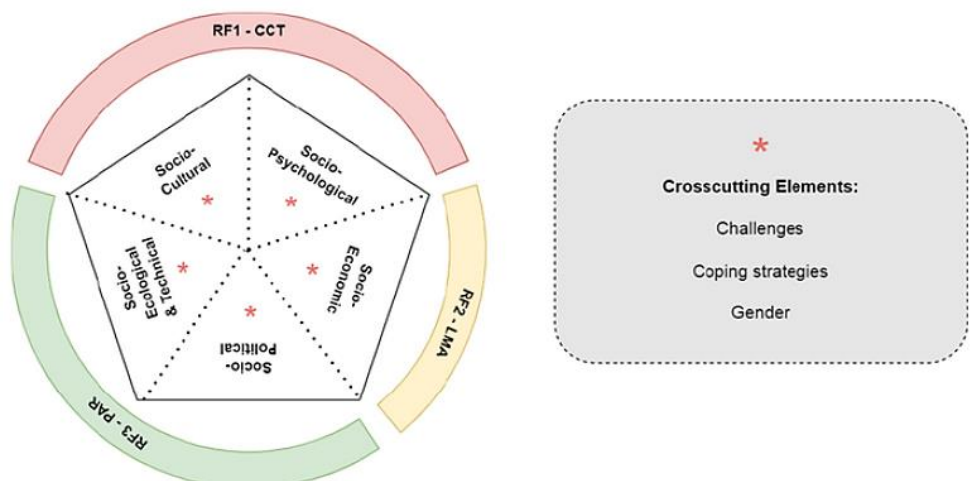 RF1 - CCT
Socio-
Cultural
Socio-
Psychological
Socio-
Economic
Socio-
Political
Socio-
Ecological
& Technical
RF2 - LMA
RF3 - PAR
*
Crosscutting Elements:
Challenges
Coping strategies
Gender